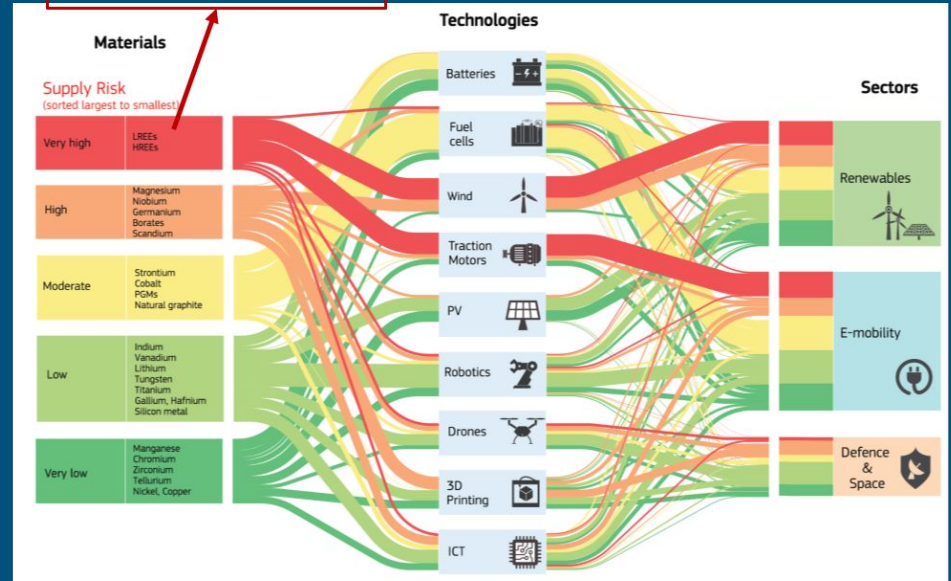 Technologies
Materials
Sectors
Supply Risk
(sorted largest to smallest)
Very high
LREEs
HREEs
High
Magnesium
Niobium
Germanium
Borates
Scandium
Moderate
Strontium
Cobalt
PGMs
Natural graphite
Low
Indium
Vanadium
Lithium
Tungsten
Titanium
Gallium, Hafnium
Silicon metal
Very low
Manganese
Chromium
Zirconium
Tellurium
Nickel, Copper
Batteries
Fuel
cells
Wind
Traction
Motors
PV
Robotics
Drones
3D
Printing
ICT
Renewables
E-mobility
Defence
&
Space